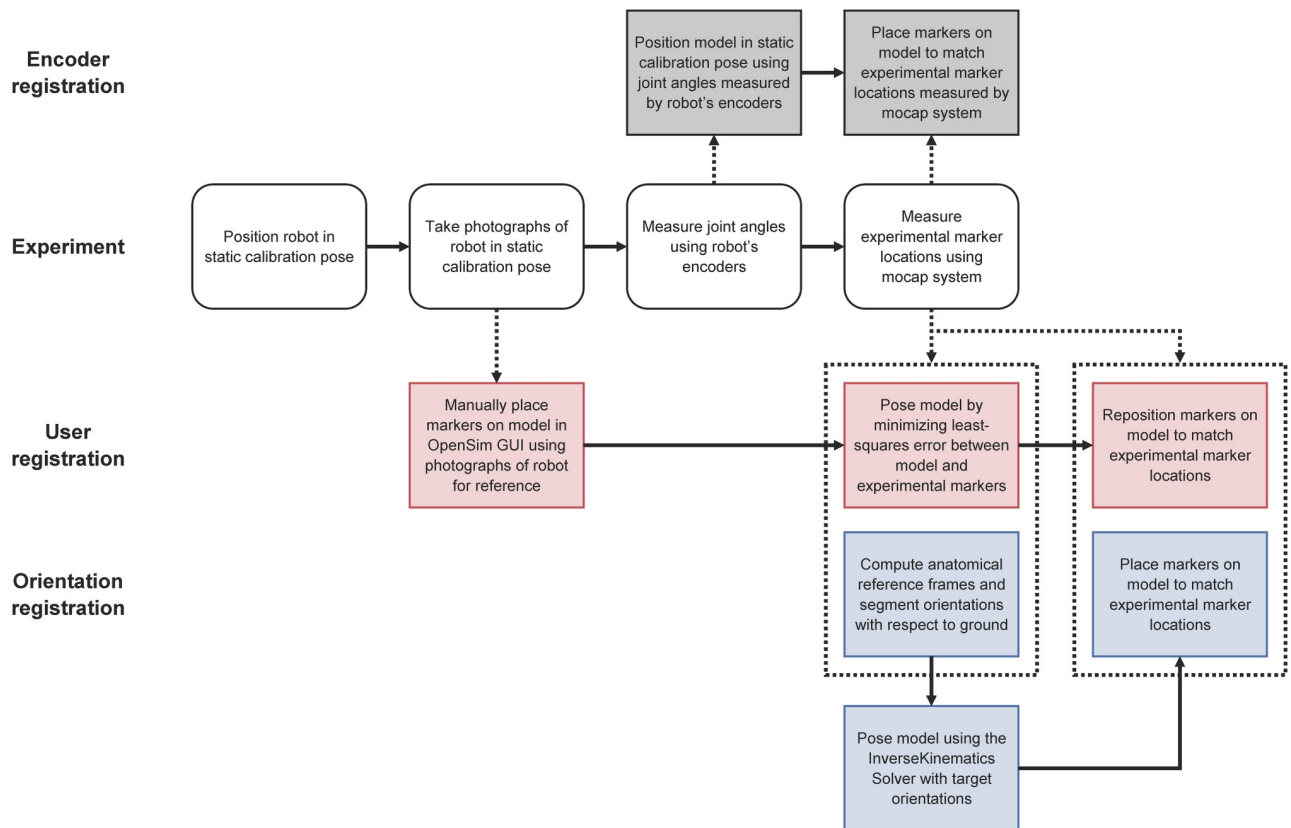 Encoder
registration
Position model in static
calibration pose using
joint angles measured
by robot's encoders
Place markers on
model to match
experimental marker
locations measured by
mocap system
Experiment
Position robot in
static calibration pose
Take photographs of
robot in static
calibration pose
Measure joint angles
using robot's
encoders
Measure
experimental marker
locations using
mocap system
User
registration
Manually place
markers on model in
OpenSim GUI using
photographs of robot
for reference
Pose model by
minimizing least-
squares error between
model and
experimental markers
Reposition markers on
model to match
experimental marker
locations
Orientation
registration
Compute anatomical
reference frames and
segment orientations
with respect to ground
Place markers on
model to match
experimental marker
locations
Pose model using the
InverseKinematics
Solver with target
orientations